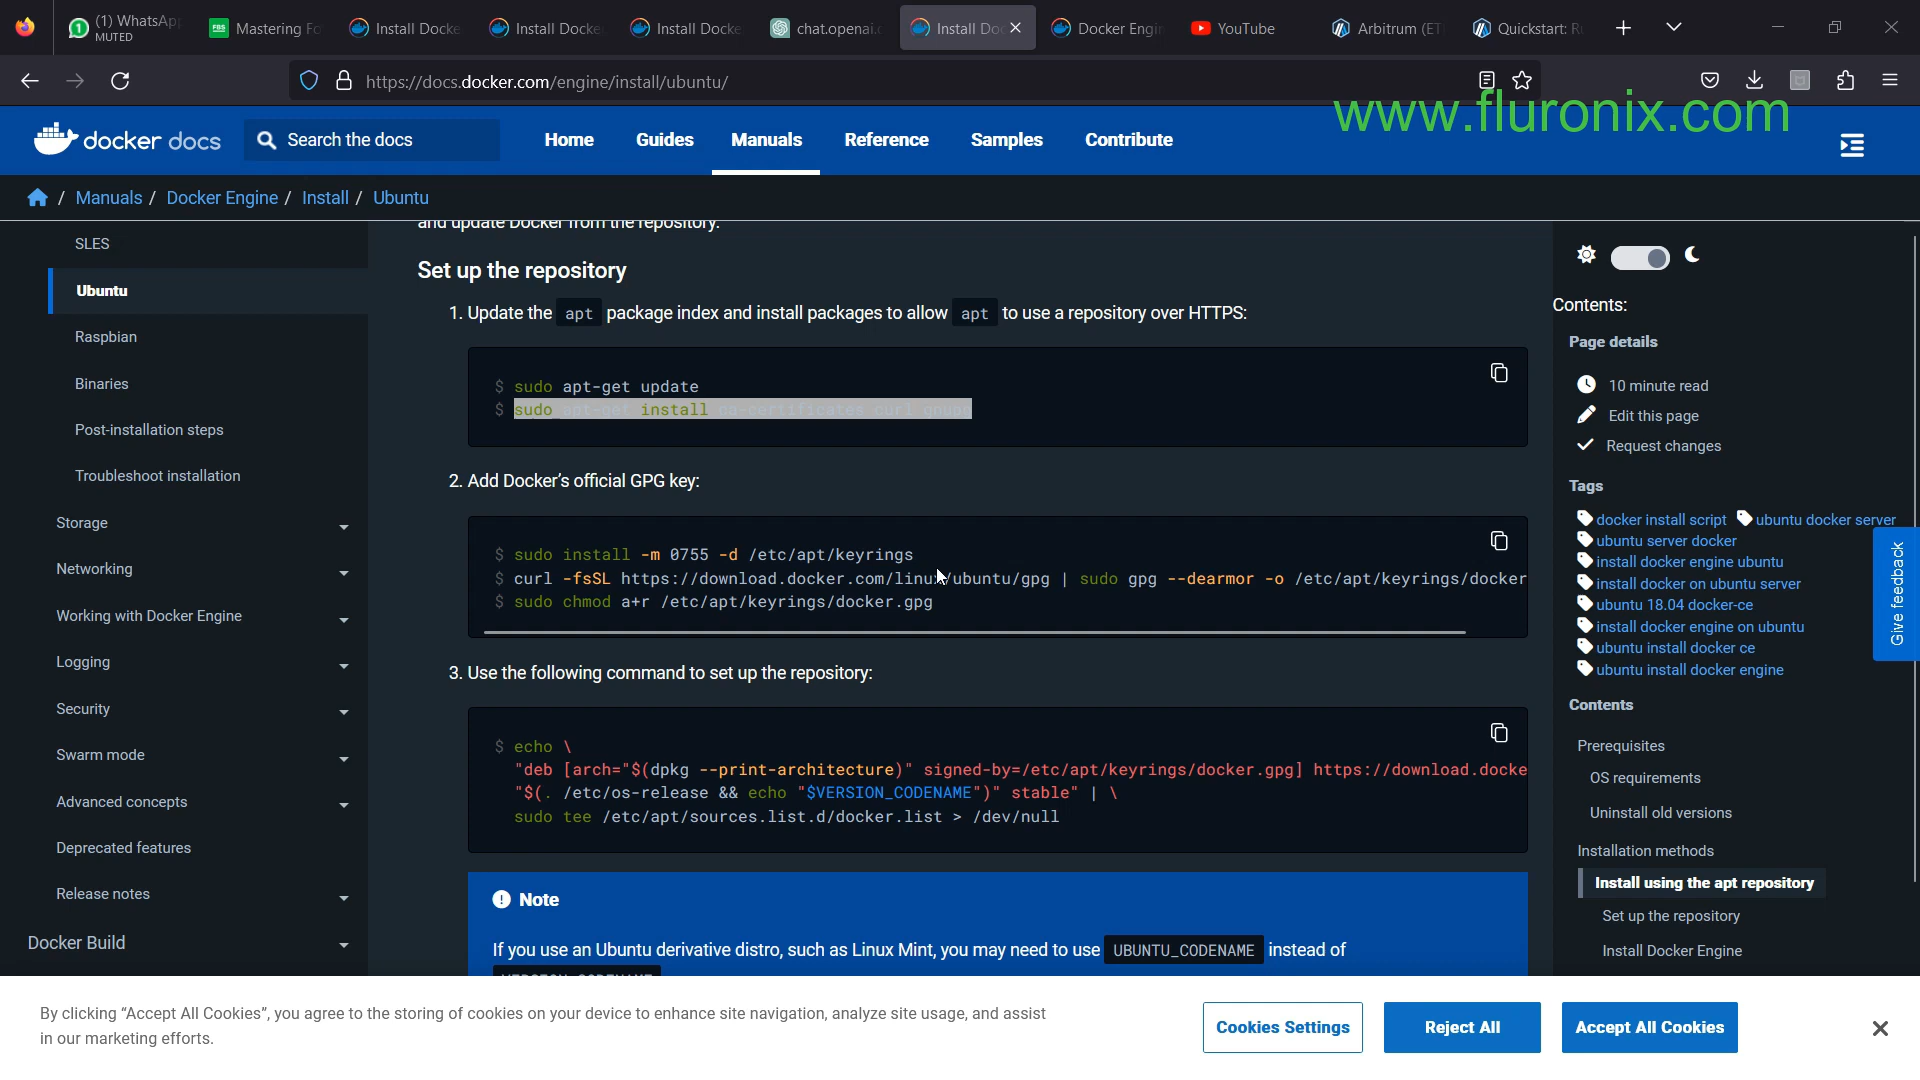 (1) WhatsApp
MUTED
Mastering Fo
Install Docke
Install Docke
Install Docke
chat.openai.c
Install Doc
Docker Engin
YouTube
Arbitrum (ET
Quickstart: Ru
https://docs.docker.com/engine/install/ubuntu/
www.fluronix.com
docker docs
Search the docs
Home Guides Manuals Reference Samples Contribute
/ Manuals / Docker Engine / Install / Ubuntu
SLES
Ubuntu
Raspbian
Binaries
Post-installation steps
Troubleshoot installation
Storage
Networking
Working with Docker Engine
Logging
Security
Swarm mode
Advanced concepts
Deprecated features
Release notes
Docker Build
and update Docker from the repository.
Set up the repository
1. Update the apt package index and install packages to allow apt to use a repository over HTTPS:
$ sudo apt-get update
$ sudo apt-get install ca-certificates curl gnupg
2. Add Docker’s official GPG key:
$ sudo install -m 0755 -d /etc/apt/keyrings
$ curl -fsSL https://download.docker.com/linux/ubuntu/gpg | sudo gpg --dearmor -o /etc/apt/keyrings/docker
$ sudo chmod a+r /etc/apt/keyrings/docker.gpg
3. Use the following command to set up the repository:
$ echo \
"deb [arch="$(dpkg --print-architecture)" signed-by=/etc/apt/keyrings/docker.gpg] https://download.docke
"$(. /etc/os-release && echo "$VERSION_CODENAME")" stable" | \
sudo tee /etc/apt/sources.list.d/docker.list > /dev/null
Note
If you use an Ubuntu derivative distro, such as Linux Mint, you may need to use UBUNTU_CODENAME instead of
VERSION_CODENAME
Contents:
Page details
10 minute read
Edit this page
Request changes
Tags
docker install script ubuntu docker server
ubuntu server docker
install docker engine ubuntu
install docker on ubuntu server
ubuntu 18.04 docker-ce
install docker engine on ubuntu
ubuntu install docker ce
ubuntu install docker engine
Contents
Prerequisites
OS requirements
Uninstall old versions
Installation methods
Install using the apt repository
Set up the repository
Install Docker Engine
Give feedback
By clicking “Accept All Cookies”, you agree to the storing of cookies on your device to enhance site navigation, analyze site usage, and assist
in our marketing efforts.
Cookies Settings
Reject All
Accept All Cookies